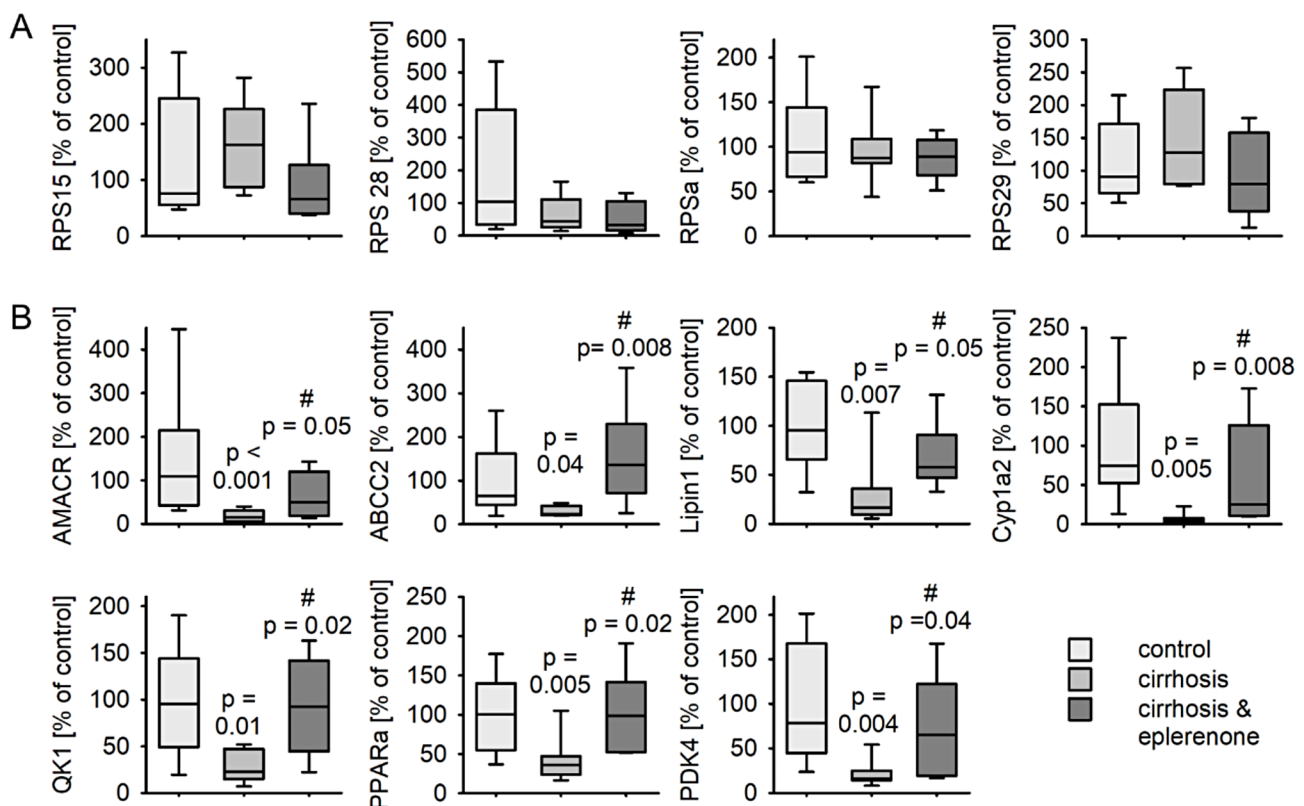 A
RPS15 [% of control]
300
200
100
0
RPS 28 [% of control]
600
500
400
300
200
100
0
RPSa [% of control]
200
150
100
50
0
RPS29 [% of control]
300
250
200
150
100
50
0
B
AMACR [% of control]
400
300
200
100
0
p <
0.001
#
p = 0.05
ABCC2 [% of control]
400
300
200
100
0
p =
0.04
#
p= 0.008
Lipin1 [% of control]
200
150
100
50
0
p =
0.007
#
p = 0.05
Cyp1a2 [% of control]
250
200
150
100
50
0
p =
0.005
#
p = 0.008
QK1 [% of control]
200
150
100
50
0
p =
0.01
#
p = 0.02
PPARa [% of control]
250
200
150
100
50
0
p =
0.005
#
p = 0.02
PDK4 [% of control]
200
150
100
50
0
p =
0.004
#
p =0.04
control
cirrhosis
cirrhosis &
eplerenone